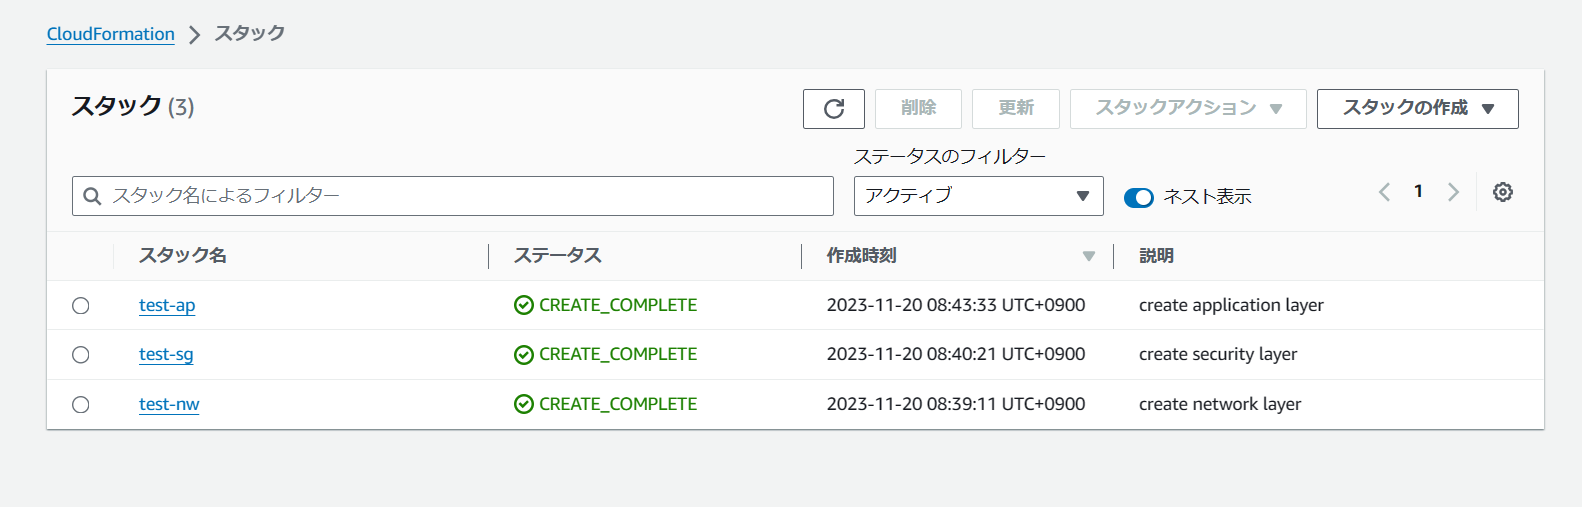 CloudFormation > スタック
スタック (3)
削除 更新 スタックアクション ▼ スタックの作成 ▼
ステータスのフィルター
スタック名によるフィルター アクティブ ▼ ネスト表示 < 1 >
スタック名 ステータス 作成時刻 ▼ 説明
test-ap CREATE_COMPLETE 2023-11-20 08:43:33 UTC+0900 create application layer
test-sg CREATE_COMPLETE 2023-11-20 08:40:21 UTC+0900 create security layer
test-nw CREATE_COMPLETE 2023-11-20 08:39:11 UTC+0900 create network layer